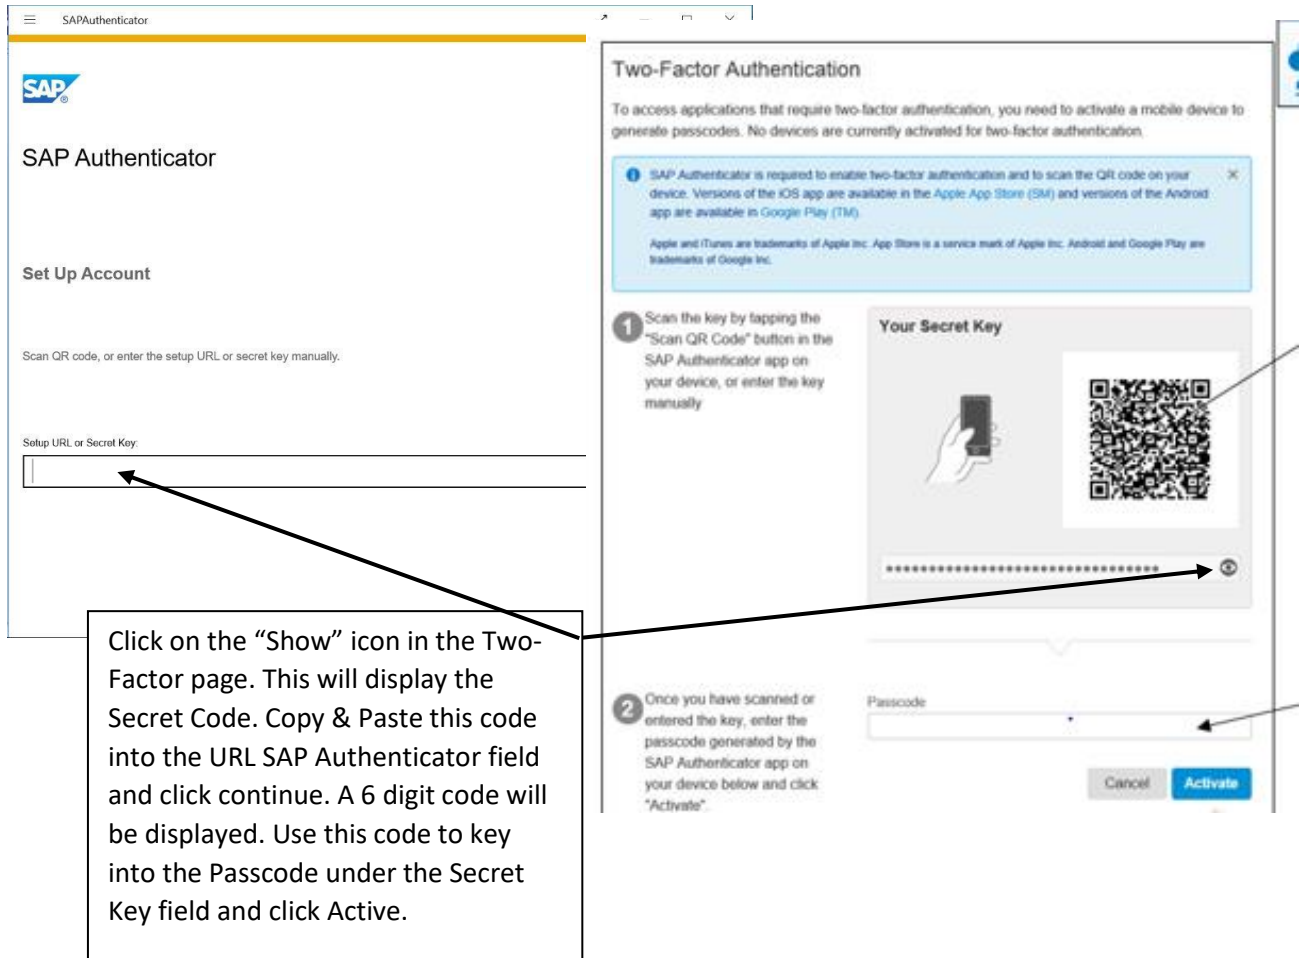 SAPAuthenticator
SAP
SAP Authenticator
Set Up Account
Scan QR code, or enter the setup URL or secret key manually.
Setup URL or Secret Key:
Click on the “Show” icon in the Two-
Factor page. This will display the
Secret Code. Copy & Paste this code
into the URL SAP Authenticator field
and click continue. A 6 digit code will
be displayed. Use this code to key
into the Passcode under the Secret
Key field and click Active.
Two-Factor Authentication
To access applications that require two-factor authentication, you need to activate a mobile device to
generate passcodes. No devices are currently activated for two-factor authentication.
SAP Authenticator is required to enable two-factor authentication and to scan the QR code on your
device. Versions of the iOS app are available in the Apple App Store (SM) and versions of the Android
app are available in Google Play (TM).
Apple and iTunes are trademarks of Apple Inc. App Store is a service mark of Apple Inc. Android and Google Play are
trademarks of Google Inc.
1
Scan the key by tapping the
"Scan QR Code" button in the
SAP Authenticator app on
your device, or enter the key
manually
Your Secret Key
2
Once you have scanned or
entered the key, enter the
passcode generated by the
SAP Authenticator app on
your device below and click
"Activate".
Passcode
Cancel
Activate